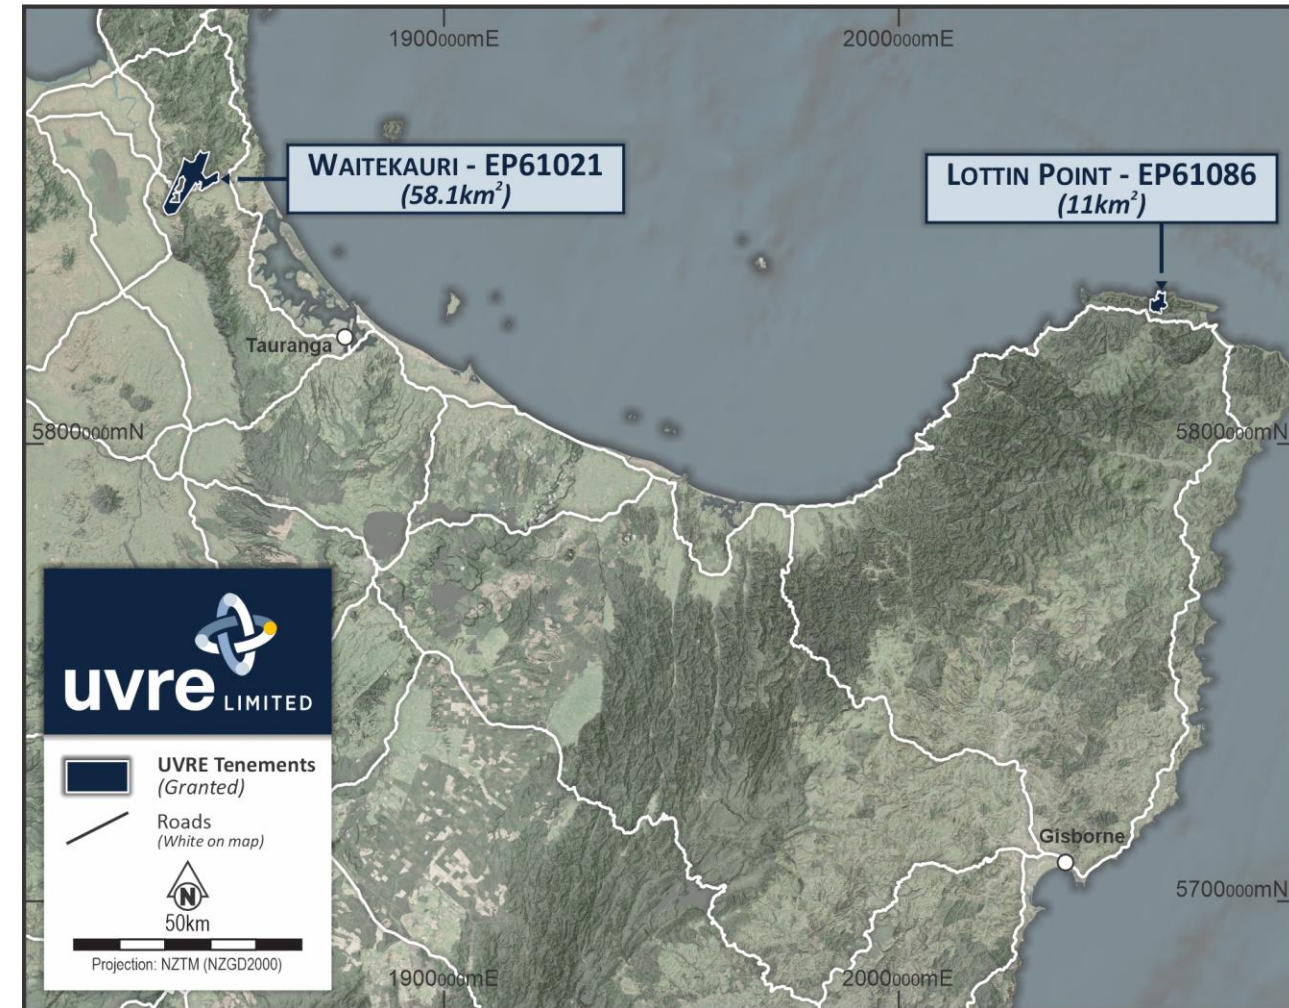 1900000mE
2000000mE
WAITEKAURI - EP61021
(58.1km²)
LOTTIN POINT - EP61086
(11km²)
Tauranga
5800000mN
5800000mN
uvre LIMITED
UVRE Tenements
(Granted)
Roads
(White on map)
N
50km
Projection: NZTM (NZGD2000)
Gisborne
5700000mN
1900000mE
2000000mE